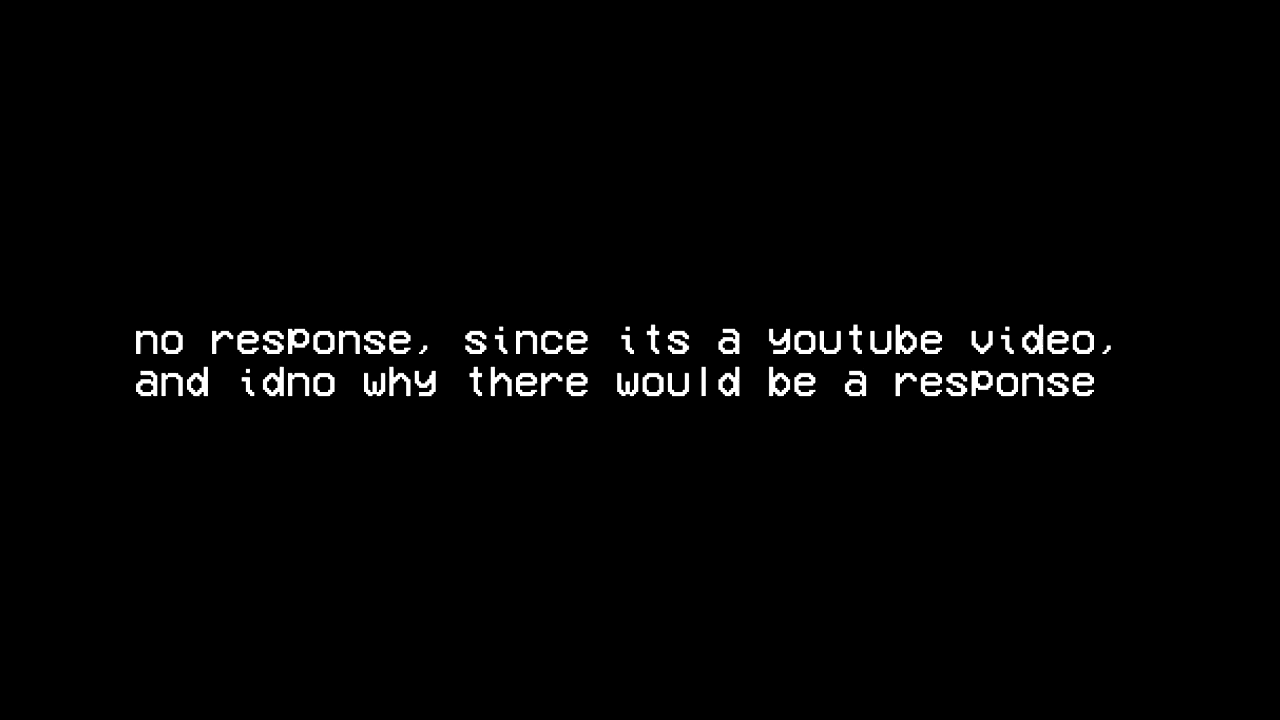 no response, since its a youtube video,
and idno why there would be a response